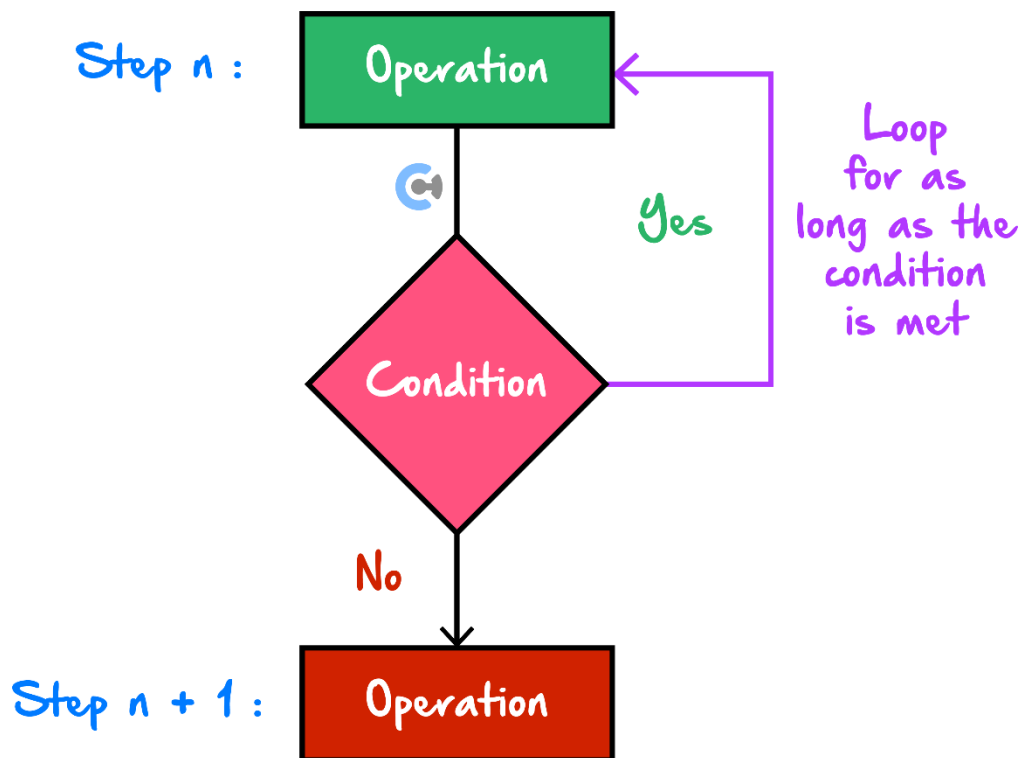 Step n :
Operation
Yes
Loop
for as
long as the
condition
is met
Condition
No
Step n + 1 :
Operation